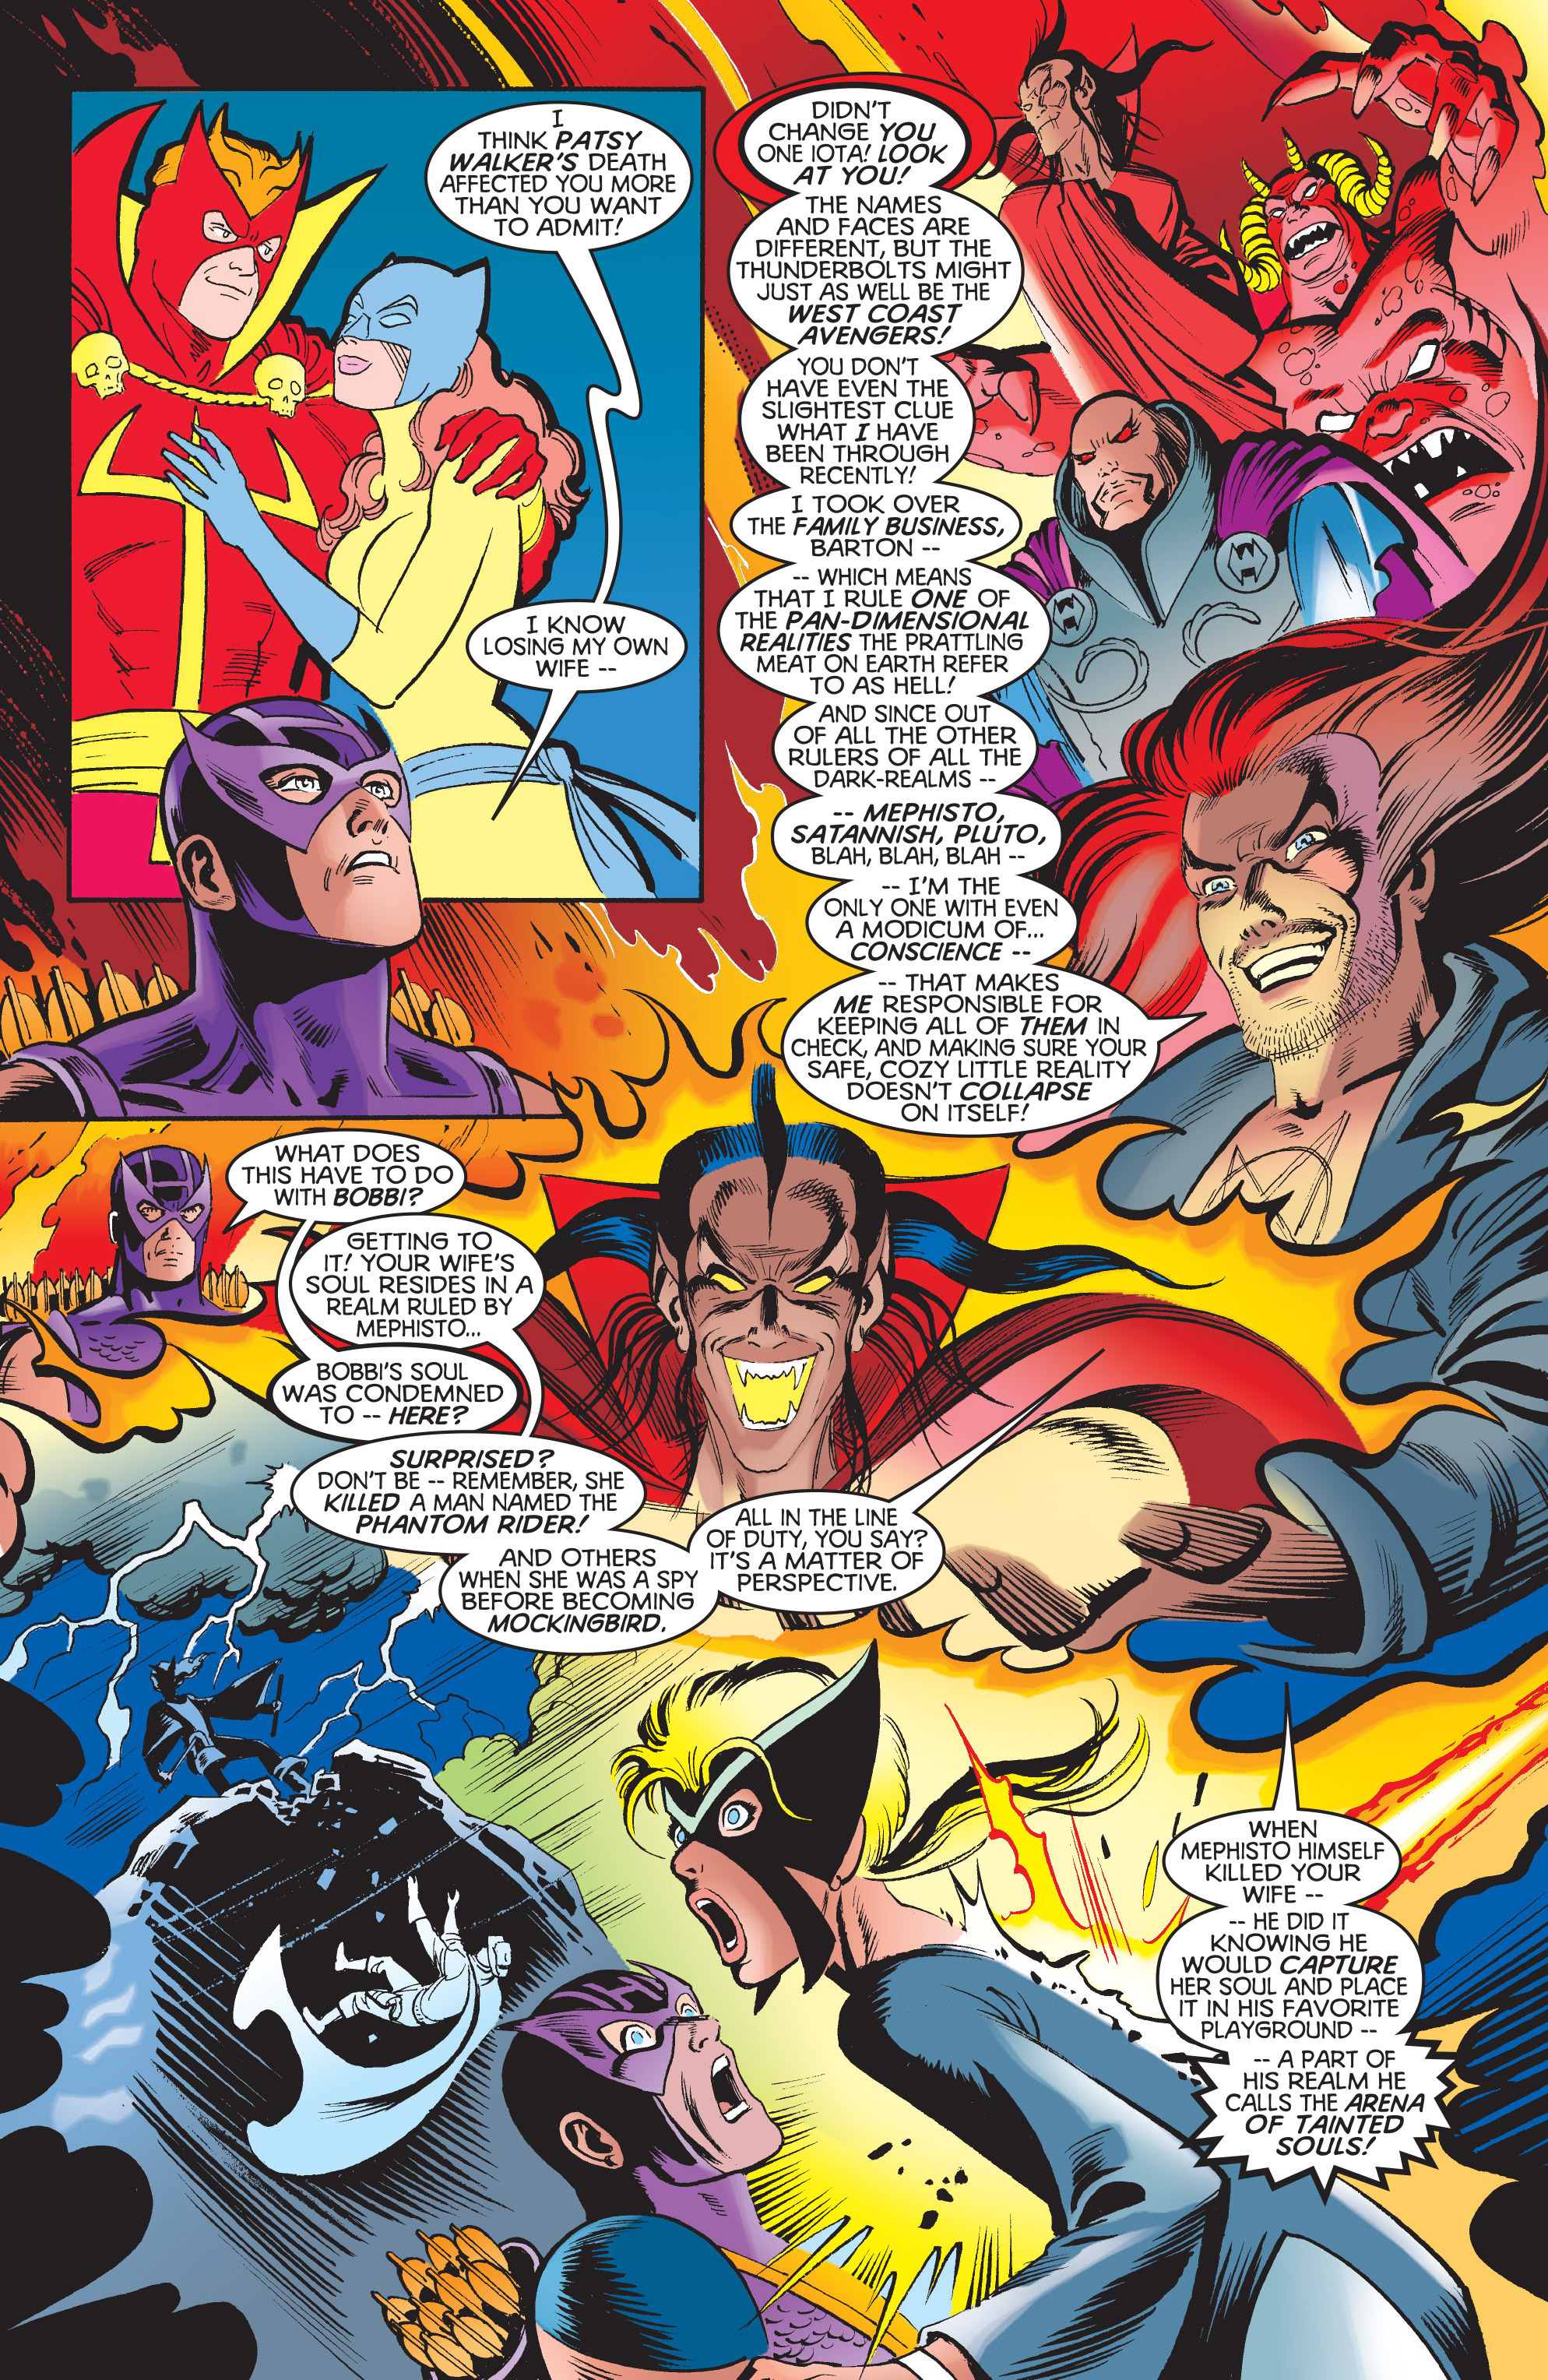 I
THINK PATSY
WALKER'S DEATH
AFFECTED YOU MORE
THAN YOU WANT
TO ADMIT!
I KNOW
LOSING MY OWN
WIFE --
DIDN'T
CHANGE YOU
ONE IOTA! LOOK
AT YOU!
THE NAMES
AND FACES ARE
DIFFERENT, BUT THE
THUNDERBOLTS MIGHT
JUST AS WELL BE THE
WEST COAST
AVENGERS!
YOU DON'T
HAVE EVEN THE
SLIGHTEST CLUE
WHAT I HAVE
BEEN THROUGH
RECENTLY!
I TOOK OVER
THE FAMILY BUSINESS,
BARTON --
-- WHICH MEANS
THAT I RULE ONE OF
THE PAN-DIMENSIONAL
REALITIES THE PRATTLING
MEAT ON EARTH REFER
TO AS HELL!
AND SINCE OUT
OF ALL THE OTHER
RULERS OF ALL THE
DARK-REALMS --
-- MEPHISTO,
SATANNISH, PLUTO,
BLAH, BLAH, BLAH --
-- I'M THE
ONLY ONE WITH EVEN
A MODICUM OF...
CONSCIENCE --
-- THAT MAKES
ME RESPONSIBLE FOR
KEEPING ALL OF THEM IN
CHECK, AND MAKING SURE YOUR
SAFE, COZY LITTLE REALITY
DOESN'T COLLAPSE
ON ITSELF!
WHAT DOES
THIS HAVE TO DO
WITH BOBBI?
GETTING TO
IT! YOUR WIFE'S
SOUL RESIDES IN A
REALM RULED BY
MEPHISTO...
BOBBI'S SOUL
WAS CONDEMNED
TO -- HERE?
SURPRISED?
DON'T BE -- REMEMBER, SHE
KILLED A MAN NAMED THE
PHANTOM RIDER!
AND OTHERS
WHEN SHE WAS A SPY
BEFORE BECOMING
MOCKINGBIRD.
ALL IN THE LINE
OF DUTY, YOU SAY?
IT'S A MATTER OF
PERSPECTIVE.
WHEN
MEPHISTO HIMSELF
KILLED YOUR
WIFE --
-- HE DID IT
KNOWING HE
WOULD CAPTURE
HER SOUL AND PLACE
IT IN HIS FAVORITE
PLAYGROUND --
-- A PART OF
HIS REALM HE
CALLS THE ARENA
OF TAINTED
SOULS!